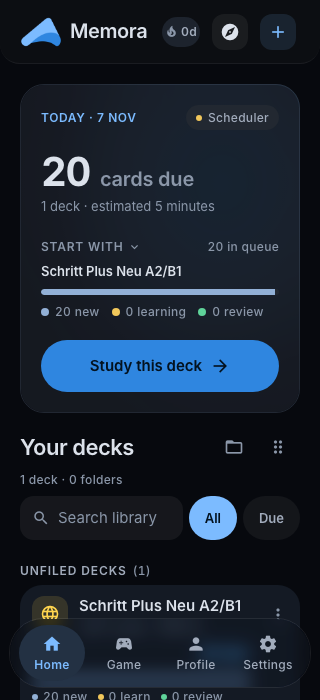 Memora
0d
TODAY · 7 NOV
Scheduler
20 cards due
1 deck · estimated 5 minutes
START WITH
20 in queue
Schritt Plus Neu A2/B1
20 new 0 learning 0 review
Study this deck
Your decks
1 deck · 0 folders
Search library
All
Due
UNFILED DECKS (1)
Schritt Plus Neu A2/B1
Home
Game
Profile
Settings
20 new 0 learn 0 review